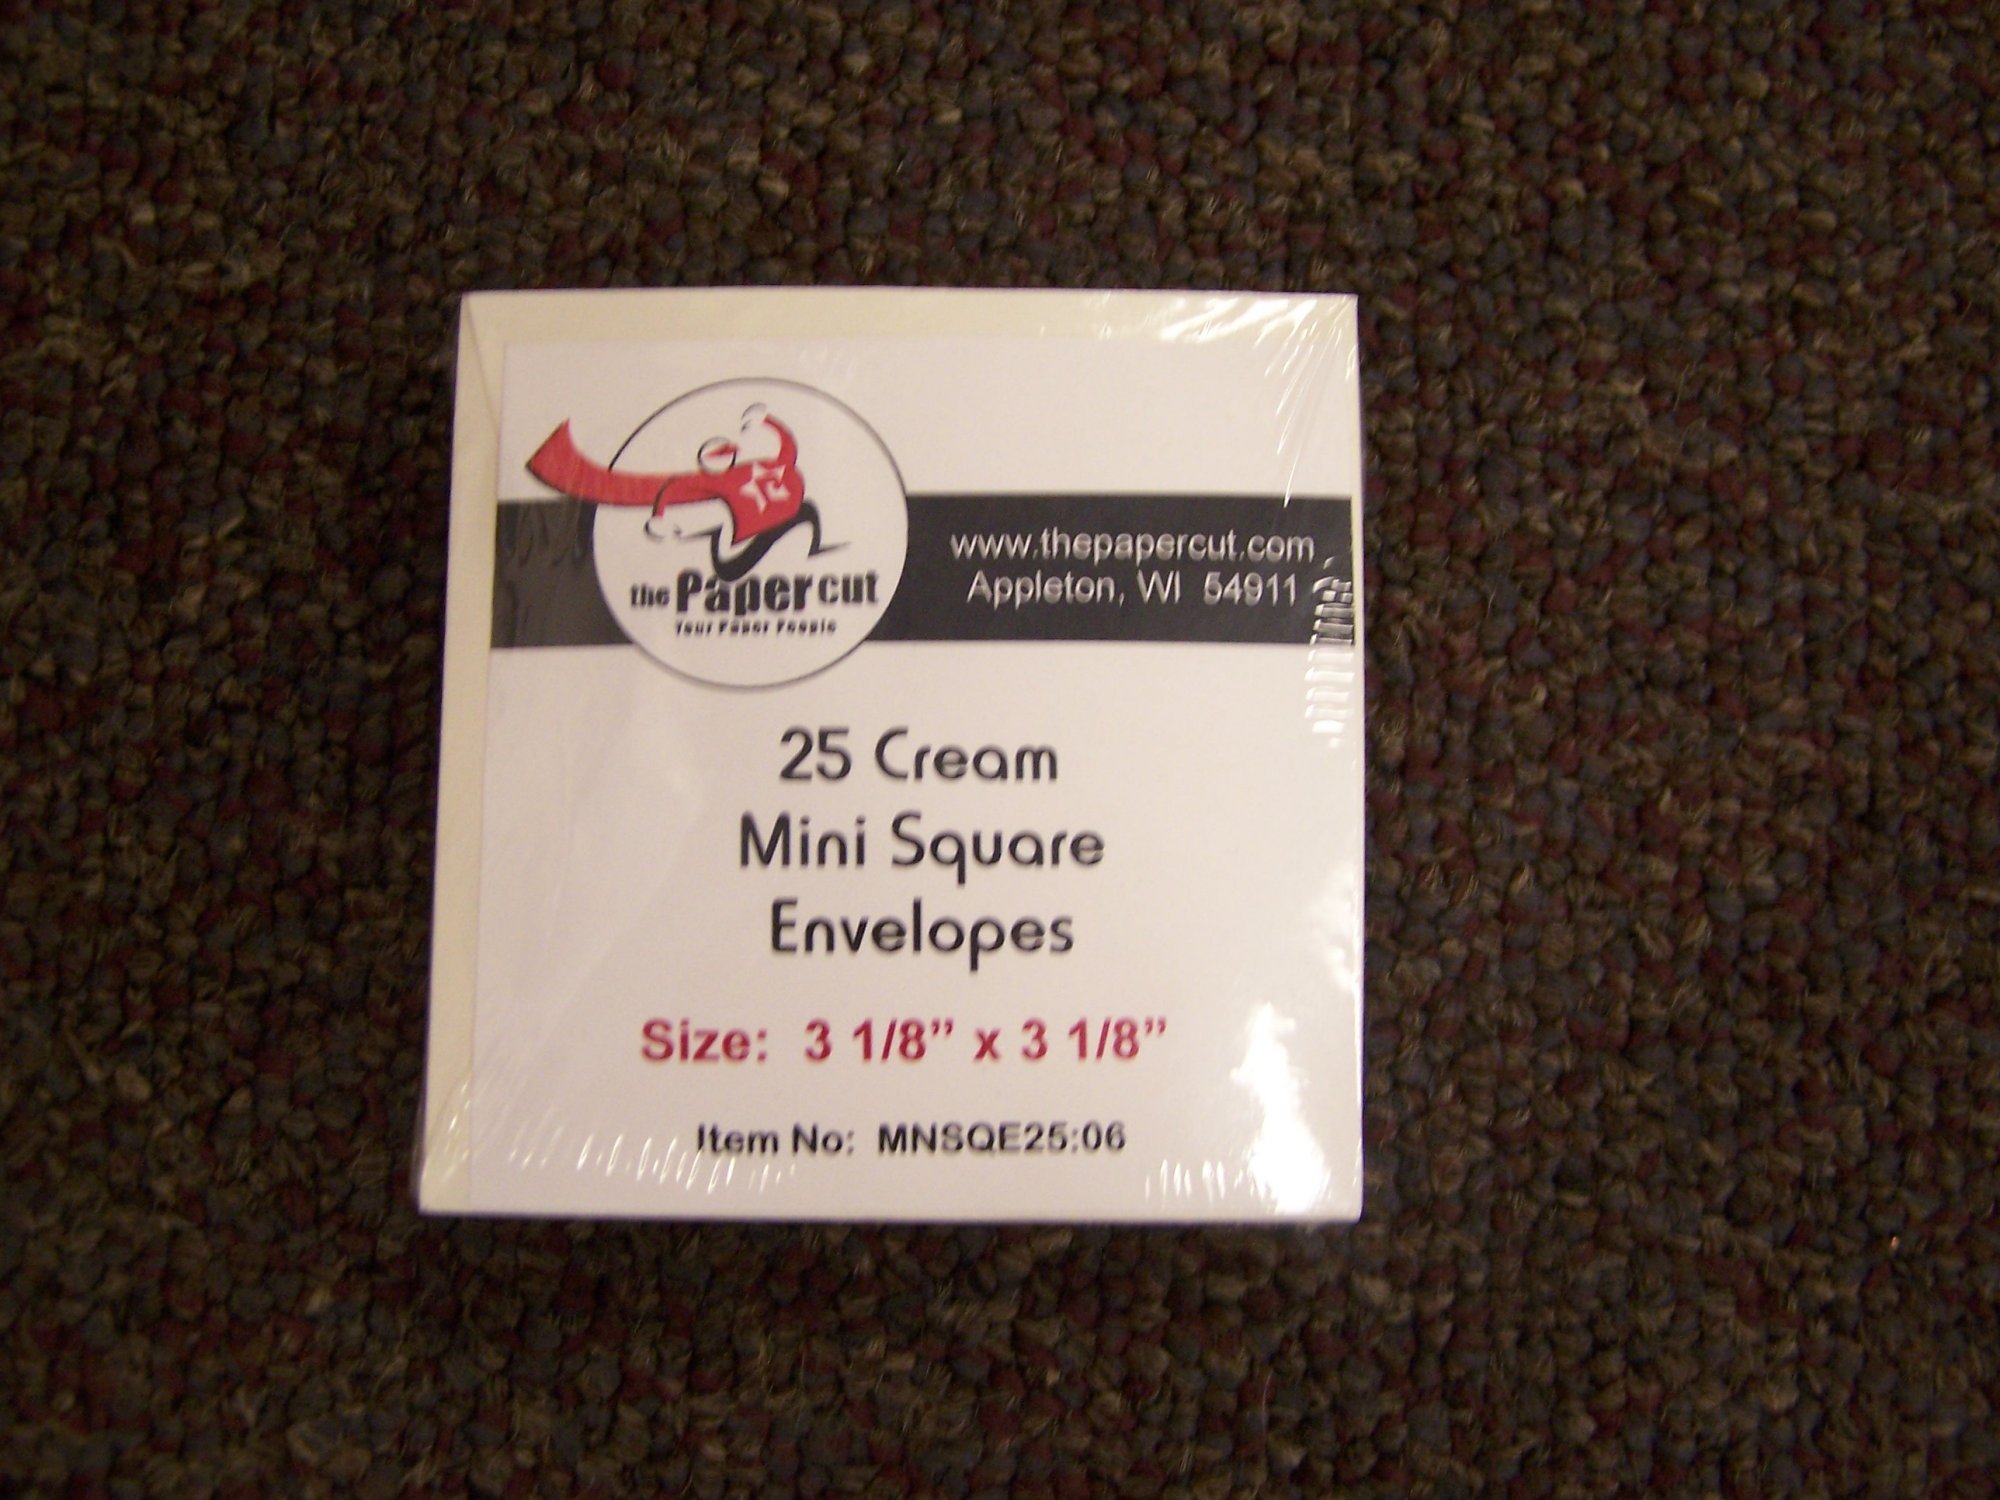 the Paper cut
Your Paper People
www.thepapercut.com
Appleton, WI 54911
25 Cream
Mini Square
Envelopes
Size: 3 1/8” x 3 1/8”
Item No: MNSQE25:06